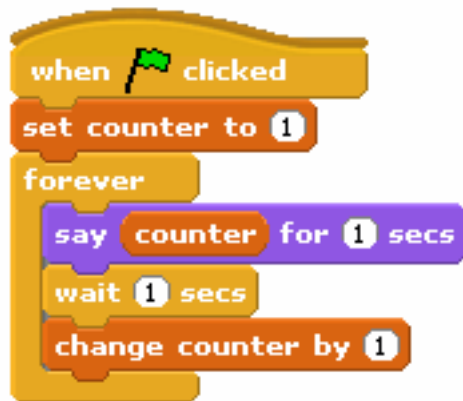 when clicked
set counter to 1
forever
say counter for 1 secs
wait 1 secs
change counter by 1